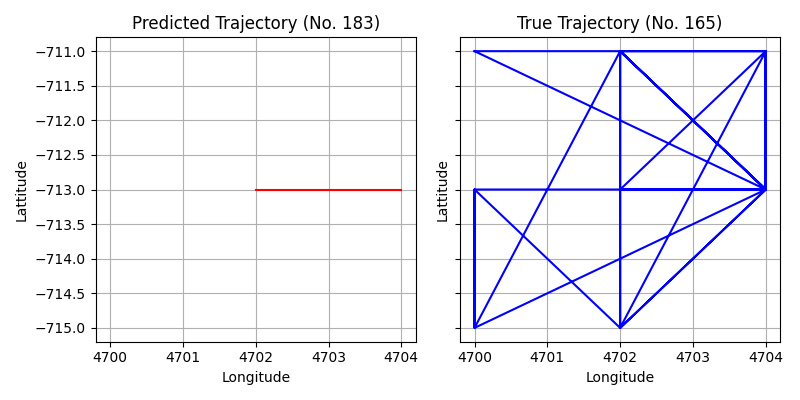 Predicted Trajectory (No. 183)
True Trajectory (No. 165)
Lattitude
−711.0
−711.5
−712.0
−712.5
−713.0
−713.5
−714.0
−714.5
−715.0
4700 4701 4702 4703 4704
Longitude
Lattitude
4700 4701 4702 4703 4704
Longitude